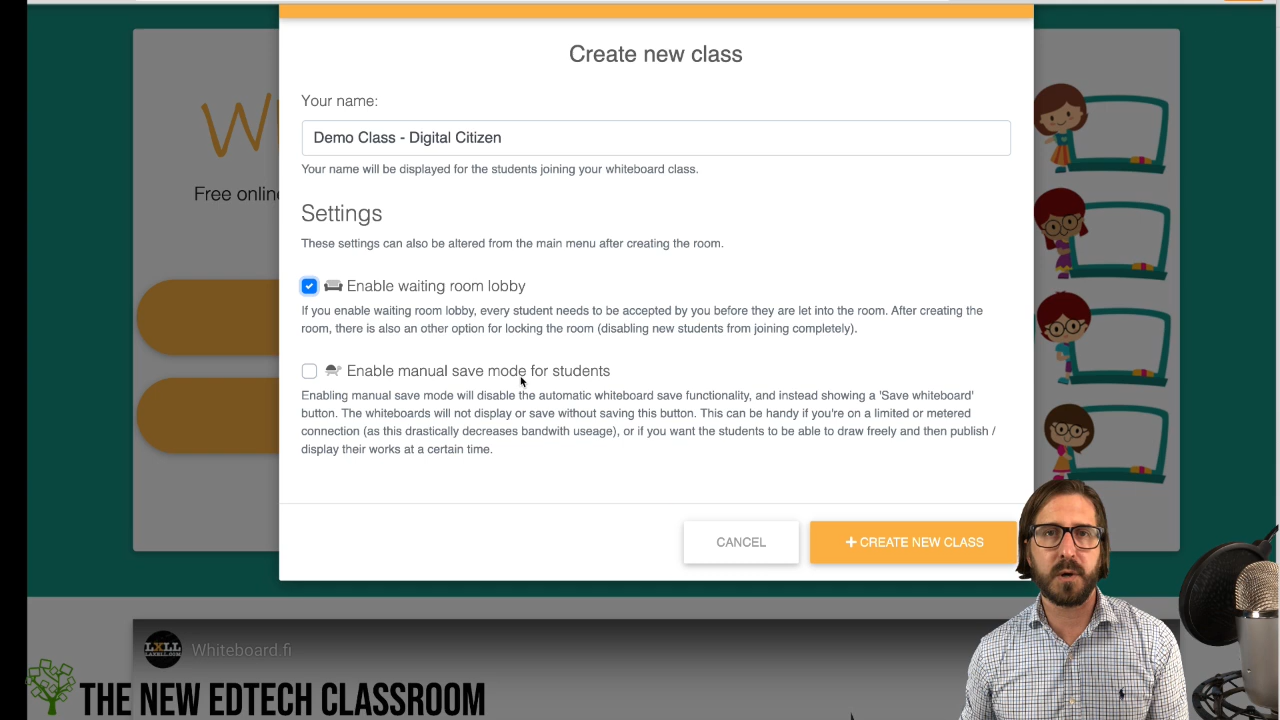 Create new class
Your name:
Demo Class - Digital Citizen
Your name will be displayed for the students joining your whiteboard class.
Free online
Settings
These settings can also be altered from the main menu after creating the room.
Enable waiting room lobby
If you enable waiting room lobby, every student needs to be accepted by you before they are let into the room. After creating the
room, there is also an other option for locking the room (disabling new students from joining completely).
Enable manual save mode for students
Enabling manual save mode will disable the automatic whiteboard save functionality, and instead showing a 'Save whiteboard'
button. The whiteboards will not display or save without saving this button. This can be handy if you're on a limited or metered
connection (as this drastically decreases bandwith useage), or if you want the students to be able to draw freely and then publish /
display their works at a certain time.
CANCEL
+ CREATE NEW CLASS
LXLL
Whiteboard.fi
THE NEW EDTECH CLASSROOM